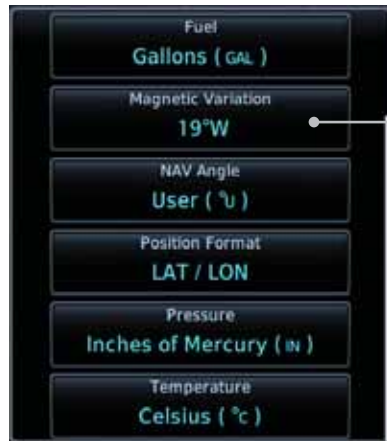 Fuel
Gallons ( GAL )
Magnetic Variation
19°W
NAV Angle
User ( °U )
Position Format
LAT / LON
Pressure
Inches of Mercury ( IN )
Temperature
Celsius ( °C )